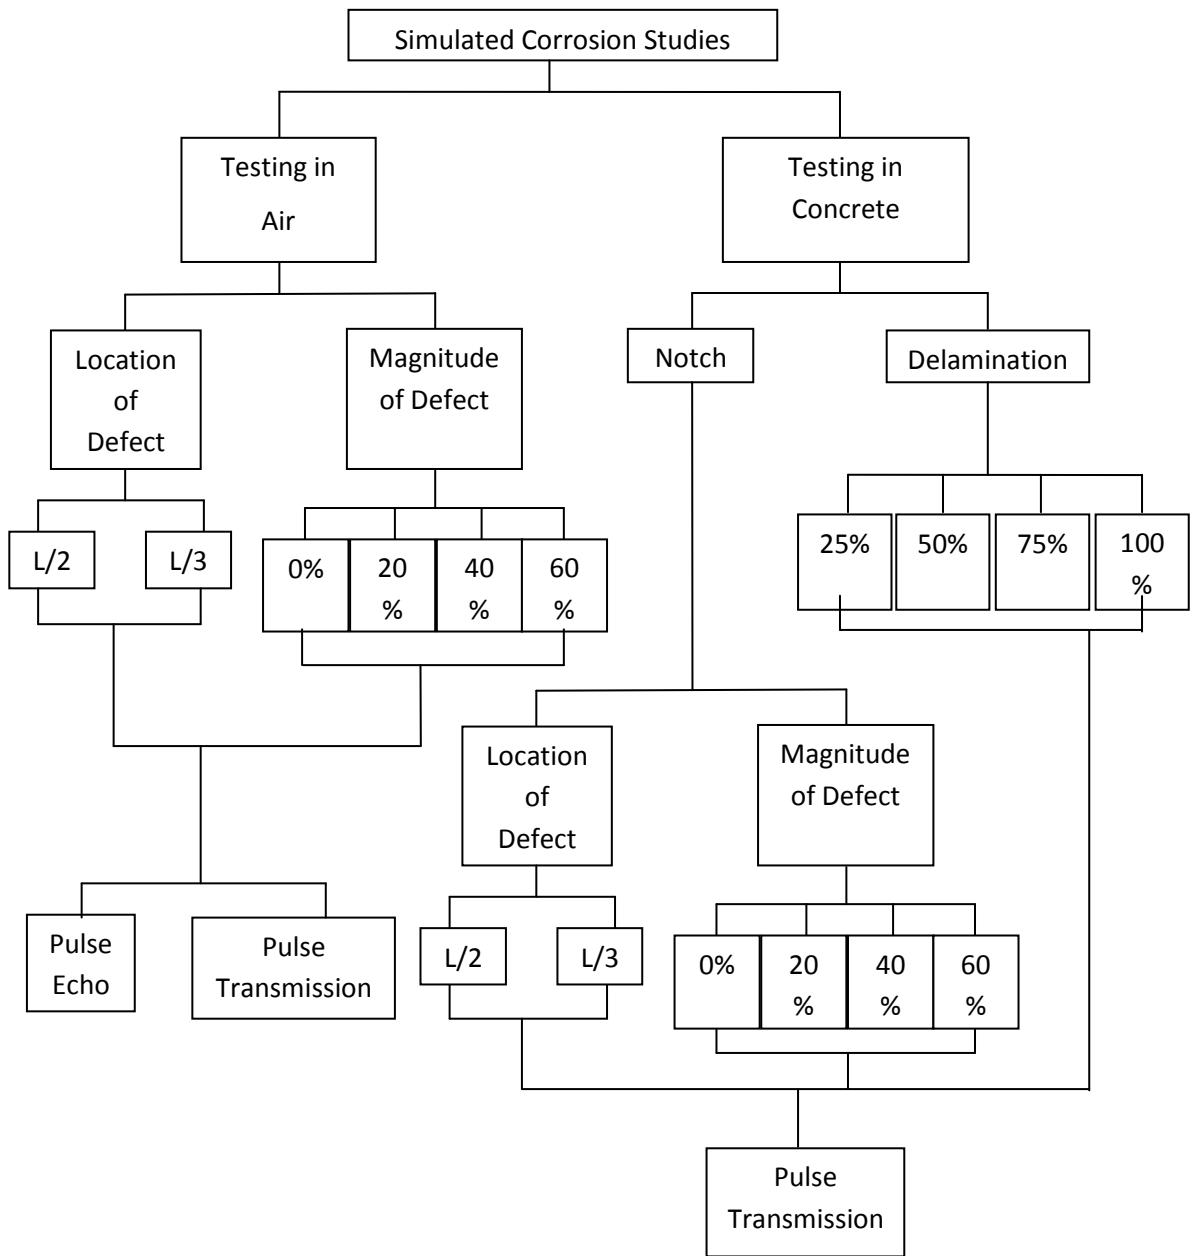 Simulated Corrosion Studies
Testing in
Air
Testing in
Concrete
Location
of
Defect
Magnitude
of Defect
Notch
Delamination
L/2
L/3
0%
20
%
40
%
60
%
25%
50%
75%
100
%
Location
of
Defect
Magnitude
of Defect
Pulse
Echo
Pulse
Transmission
L/2
L/3
0%
20
%
40
%
60
%
Pulse
Transmission